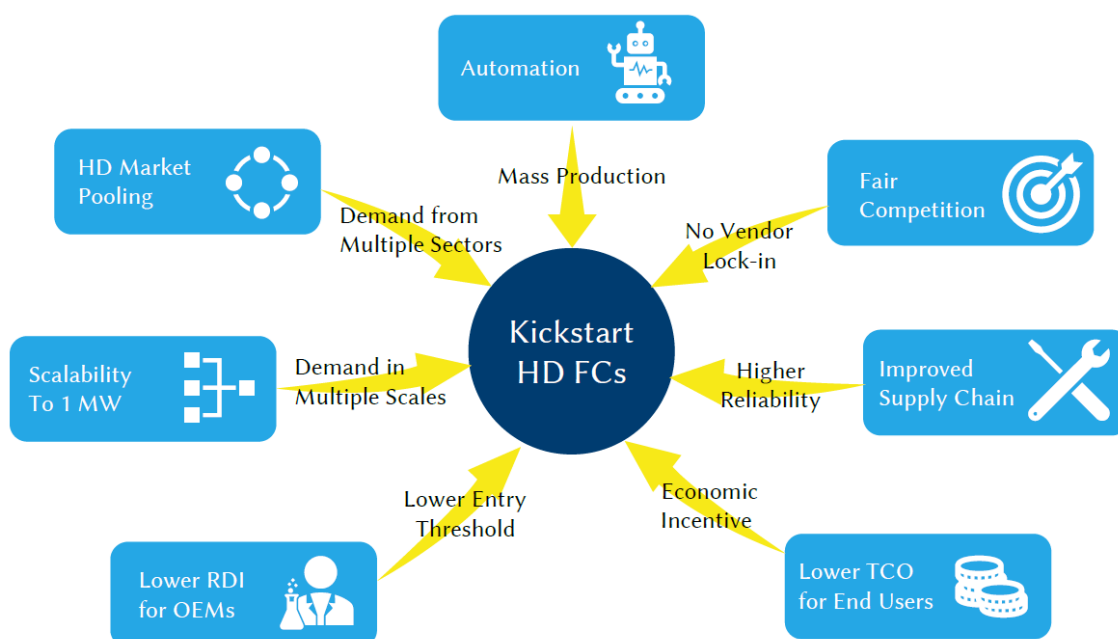 Automation
Mass Production
HD Market
Pooling
Demand from
Multiple Sectors
Fair
Competition
No Vendor
Lock-in
Kickstart
HD FCs
Scalability
To 1 MW
Demand in
Multiple Scales
Higher
Reliability
Improved
Supply Chain
Lower Entry
Threshold
Economic
Incentive
Lower RDI
for OEMs
Lower TCO
for End Users